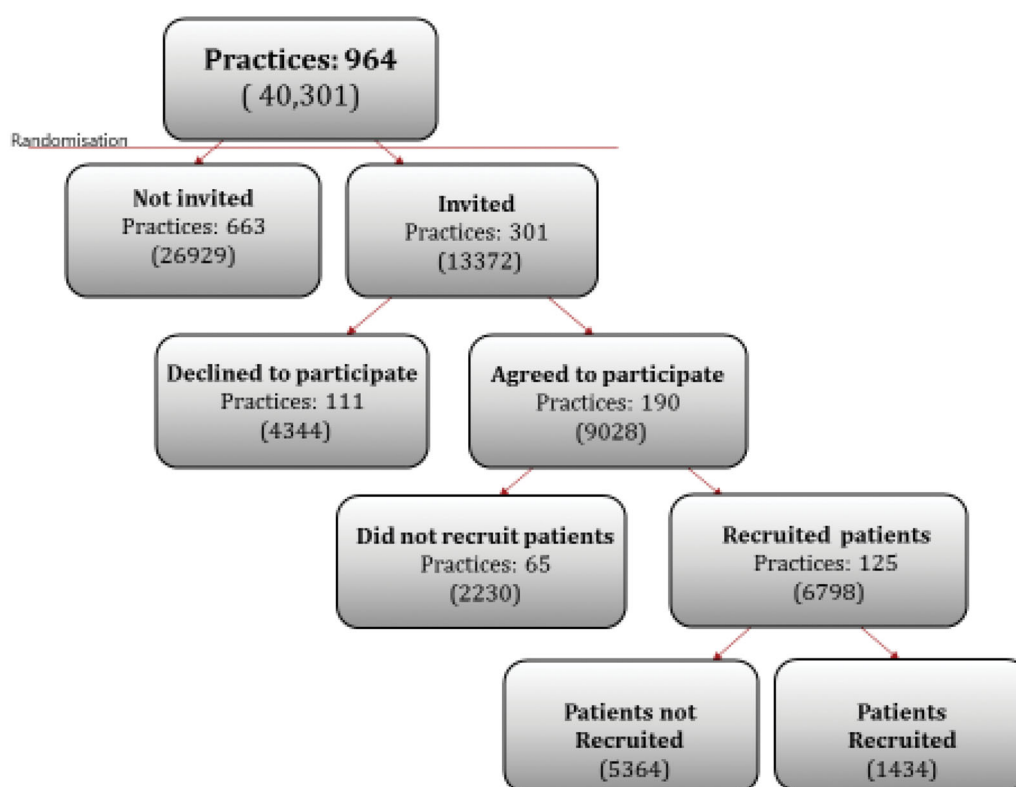 Practices: 964
( 40,301)
Randomisation
Not invited
Practices: 663
(26929)
Invited
Practices: 301
(13372)
Declined to participate
Practices: 111
(4344)
Agreed to participate
Practices: 190
(9028)
Did not recruit patients
Practices: 65
(2230)
Recruited patients
Practices: 125
(6798)
Patients not
Recruited
(5364)
Patients
Recruited
(1434)